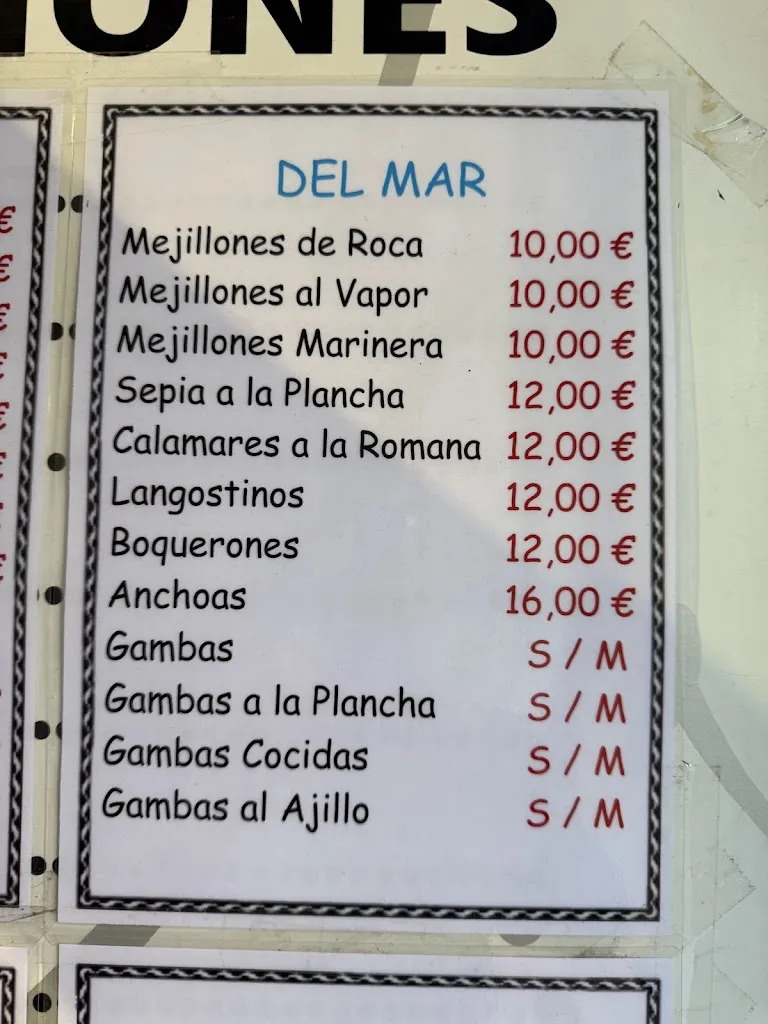 DEL MAR
Mejillones de Roca 10,00 €
Mejillones al Vapor 10,00 €
Mejillones Marinera 10,00 €
Sepia a la Plancha 12,00 €
Calamares a la Romana 12,00 €
Langostinos 12,00 €
Boquerones 12,00 €
Anchoas 16,00 €
Gambas S / M
Gambas a la Plancha S / M
Gambas Cocidas S / M
Gambas al Ajillo S / M